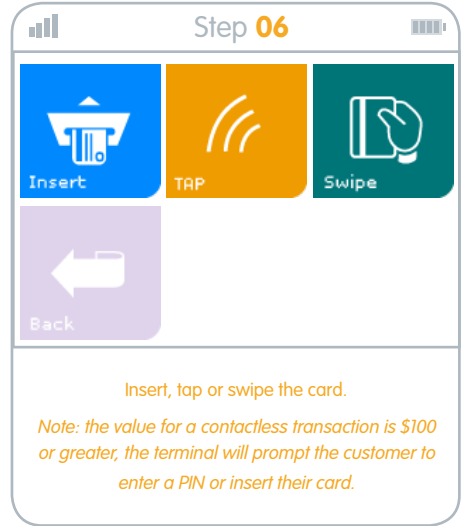 Step 06
Insert
TAP
Swipe
Back
Insert, tap or swipe the card.
Note: the value for a contactless transaction is $100
or greater, the terminal will prompt the customer to
enter a PIN or insert their card.